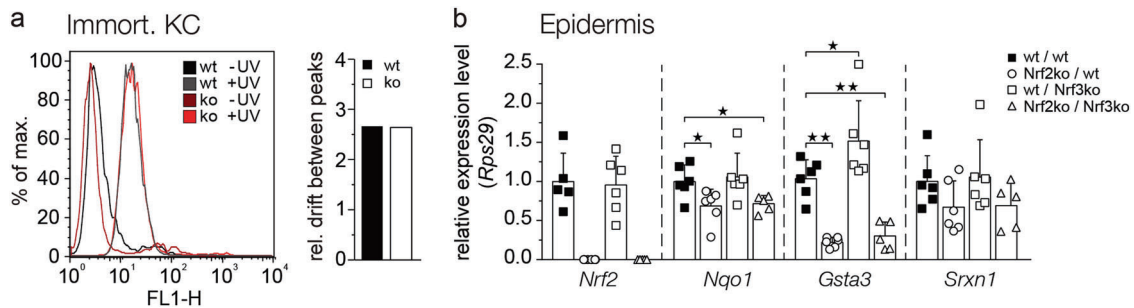 a Immort. KC
% of max.
100
80
60
40
20
0
10^0 10^1 10^2 10^3 10^4
FL1-H
wt -UV
wt +UV
ko -UV
ko +UV
rel. drift between peaks
4
3
2
1
0
wt
ko
b Epidermis
relative expression level
(Rps29)
2.5
2.0
1.5
1.0
0.5
0
Nrf2 Nqo1 Gsta3 Srxn1
wt / wt
Nrf2ko / wt
wt / Nrf3ko
Nrf2ko / Nrf3ko